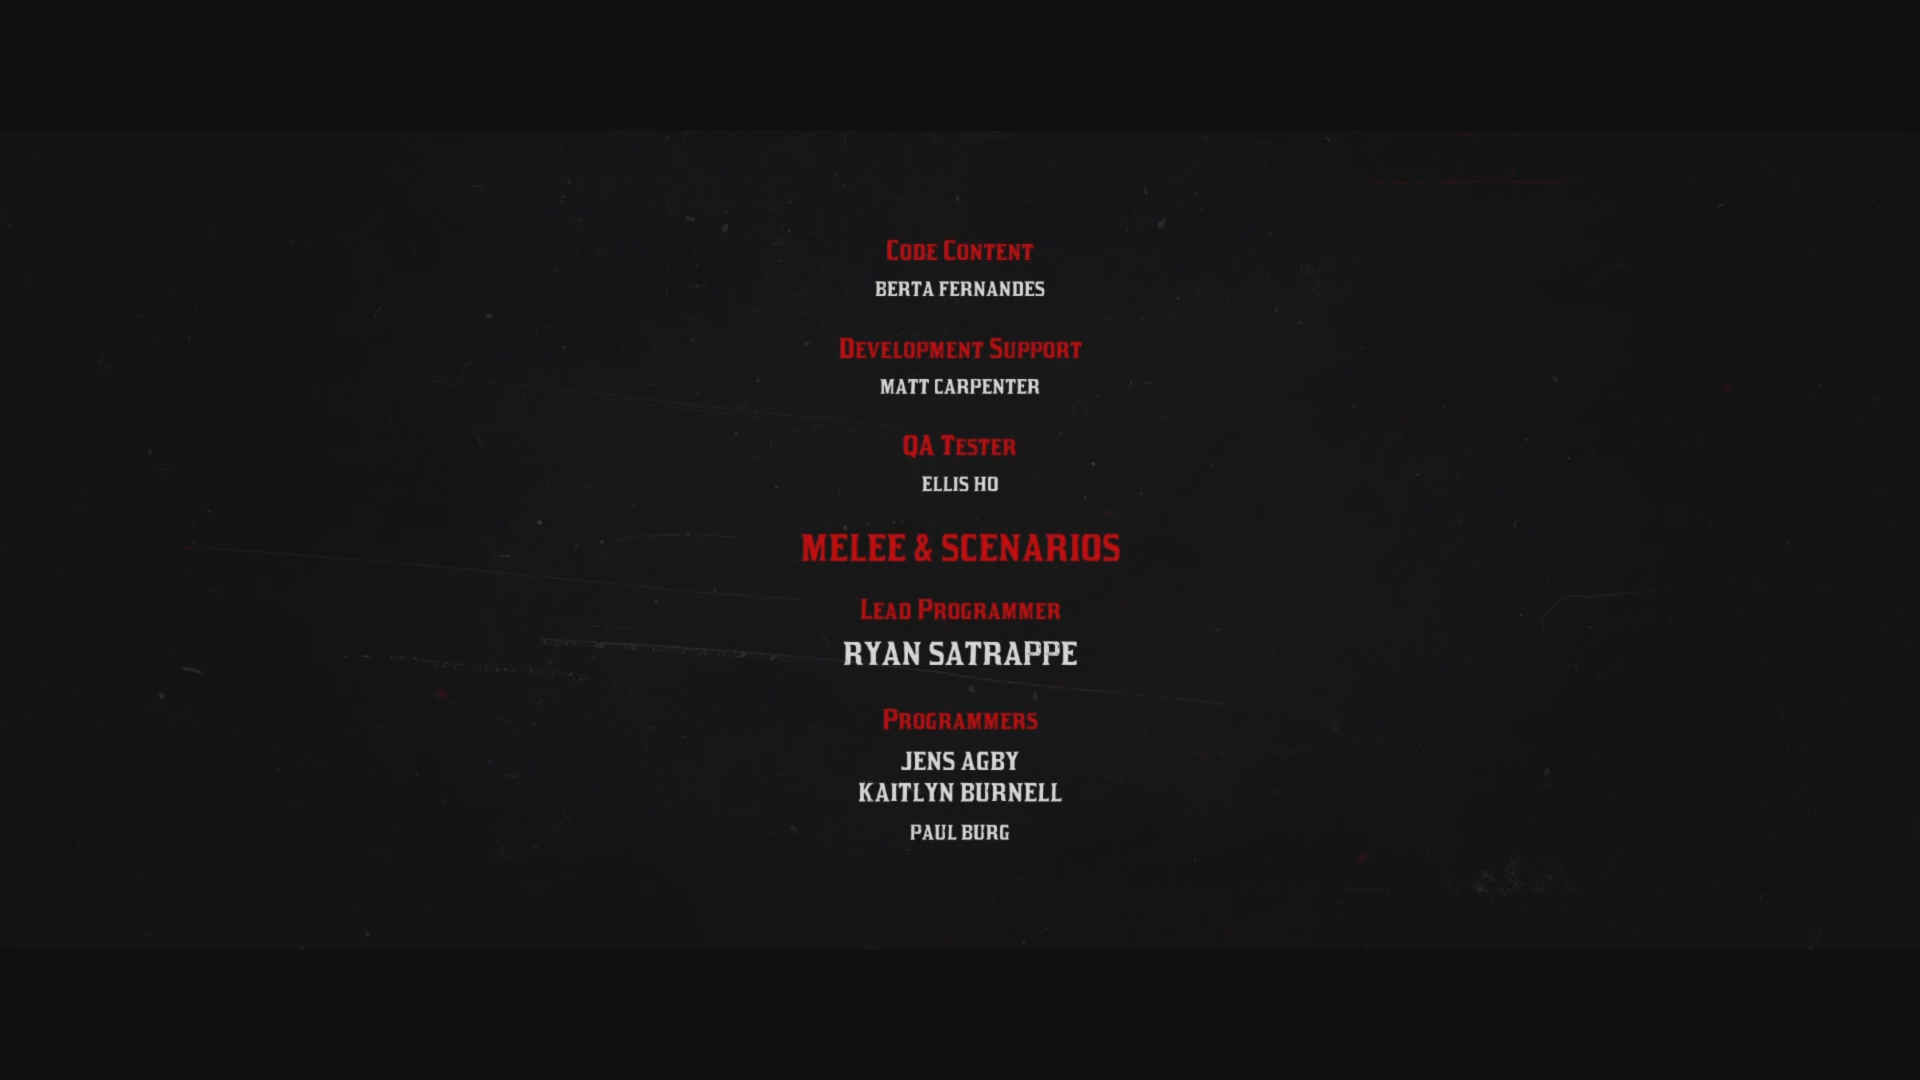 Code Content
BERTA FERNANDES
Development Support
MATT CARPENTER
QA Tester
ELLIS HO
MELEE & SCENARIOS
Lead Programmer
RYAN SATRAPPE
Programmers
JENS AGBY
KAITLYN BURNELL
PAUL BURG